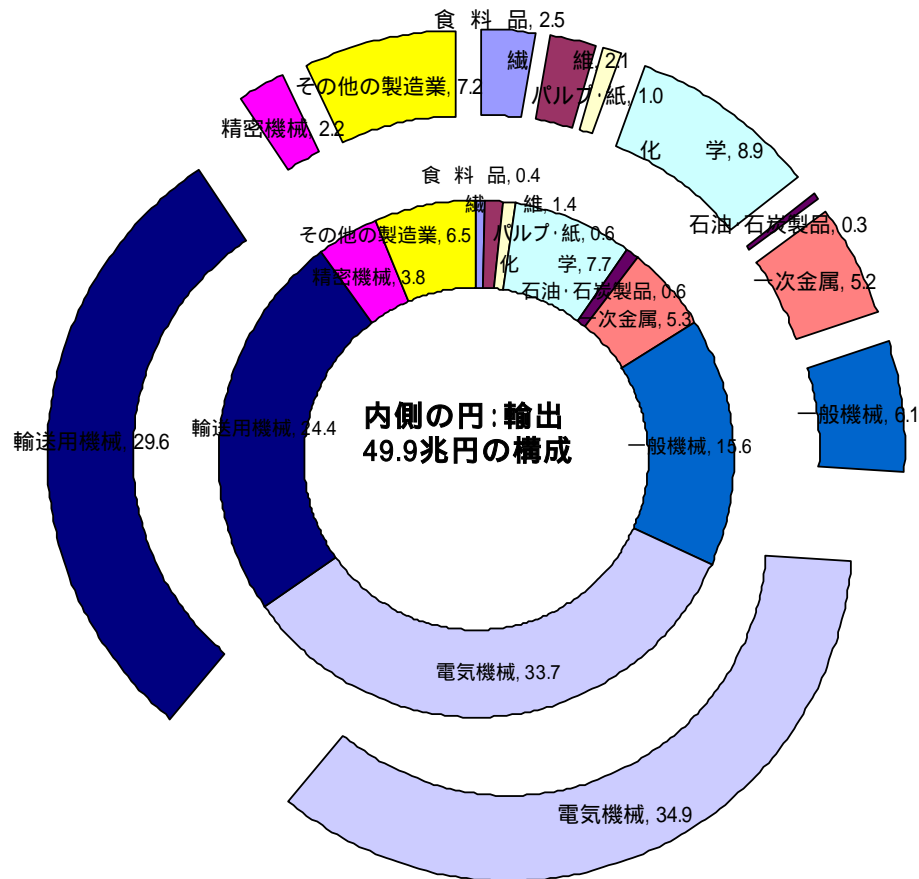 食 料 品, 2.5
繊 維, 2.1
パルプ・紙, 1.0
化 学, 8.9
石油・石炭製品, 0.3
一次金属, 5.2
一般機械, 6.1
電気機械, 34.9
輸送用機械, 29.6
精密機械, 2.2
その他の製造業, 7.2
食 料 品, 0.4
繊 維, 1.4
パルプ・紙, 0.6
化 学, 7.7
石油・石炭製品, 0.6
一次金属, 5.3
一般機械, 15.6
電気機械, 33.7
輸送用機械, 24.4
精密機械, 3.8
その他の製造業, 6.5
内側の円：輸出
49.9兆円の構成